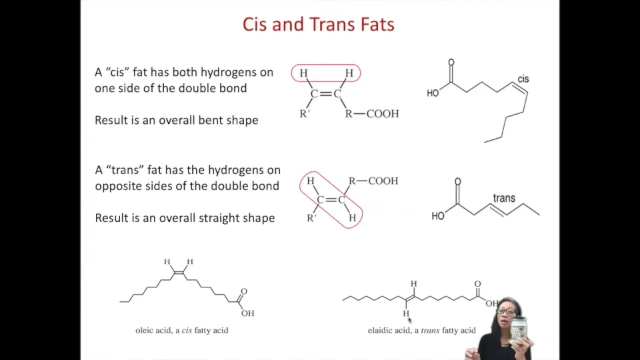 Cis and Trans Fats
A “cis” fat has both hydrogens on
one side of the double bond
Result is an overall bent shape
H H
C=C
R' R—COOH
O
HO
cis
A “trans” fat has the hydrogens on
opposite sides of the double bond
Result is an overall straight shape
H R—COOH
C=C
R' H
O
HO
trans
H H
O
OH
oleic acid, a cis fatty acid
H O
OH
H
elaidic acid, a trans fatty acid